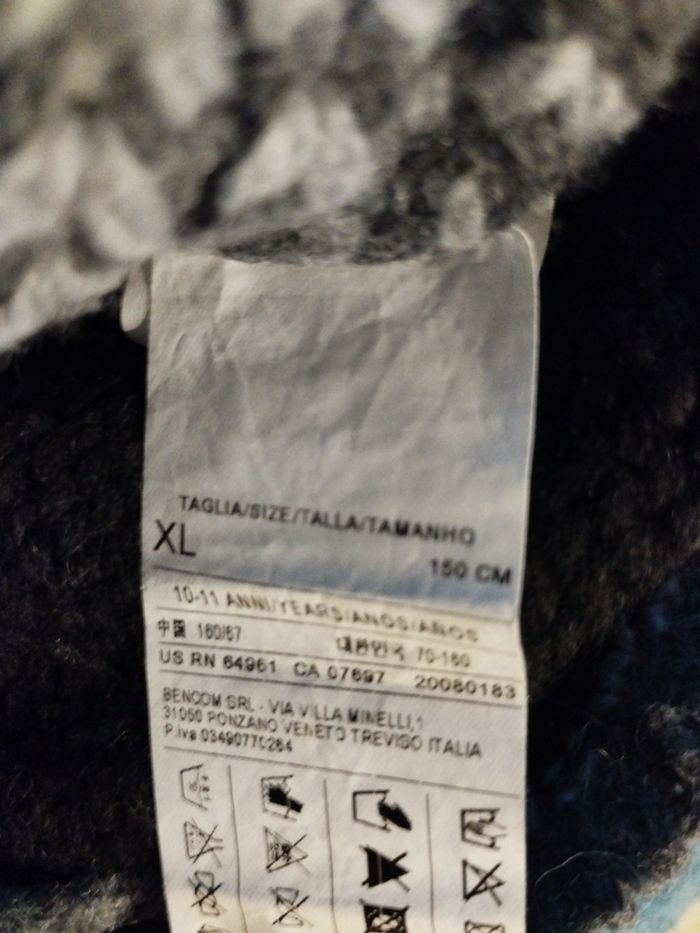 TAGLIA/SIZE/TALLA/TAMANHO
XL
150 CM
10-11 ANNI/YEARS/ANOS/AÑOS
中国 160/67
대한민국 70-160
US RN 64961 CA 07697 20080183
BENCOM SRL - VIA VILLA MINELLI,1
31050 PONZANO VENETO TREVISO ITALIA
P.iva 03490770264